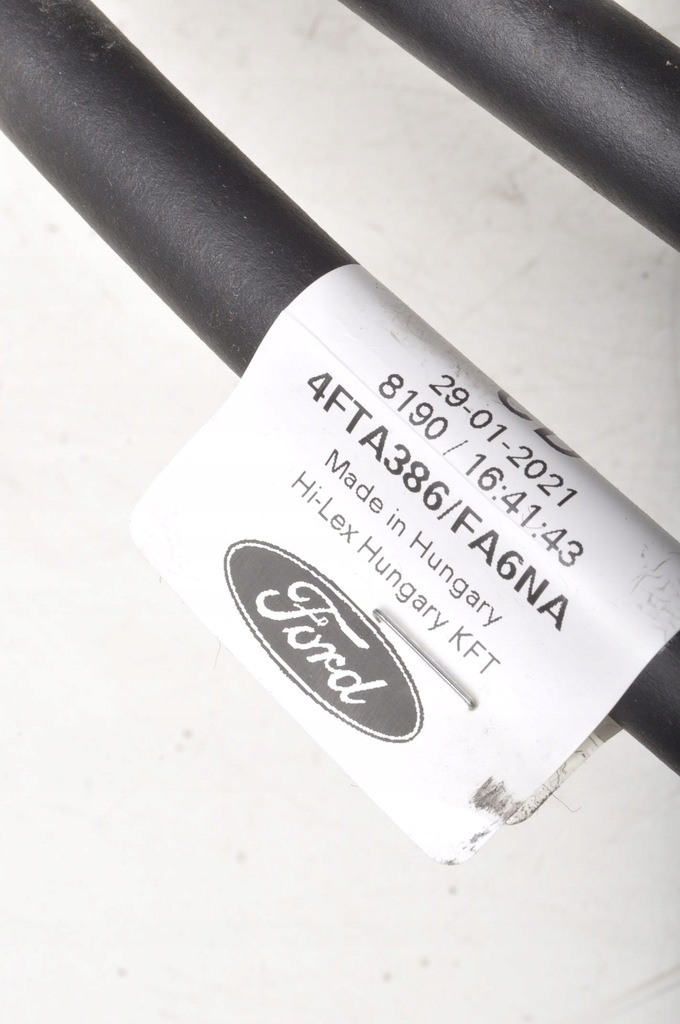 29-01-2021
8190 / 16:41:43
4FTA386/FA6NA
Made in Hungary
Hi-Lex Hungary KFT
Ford